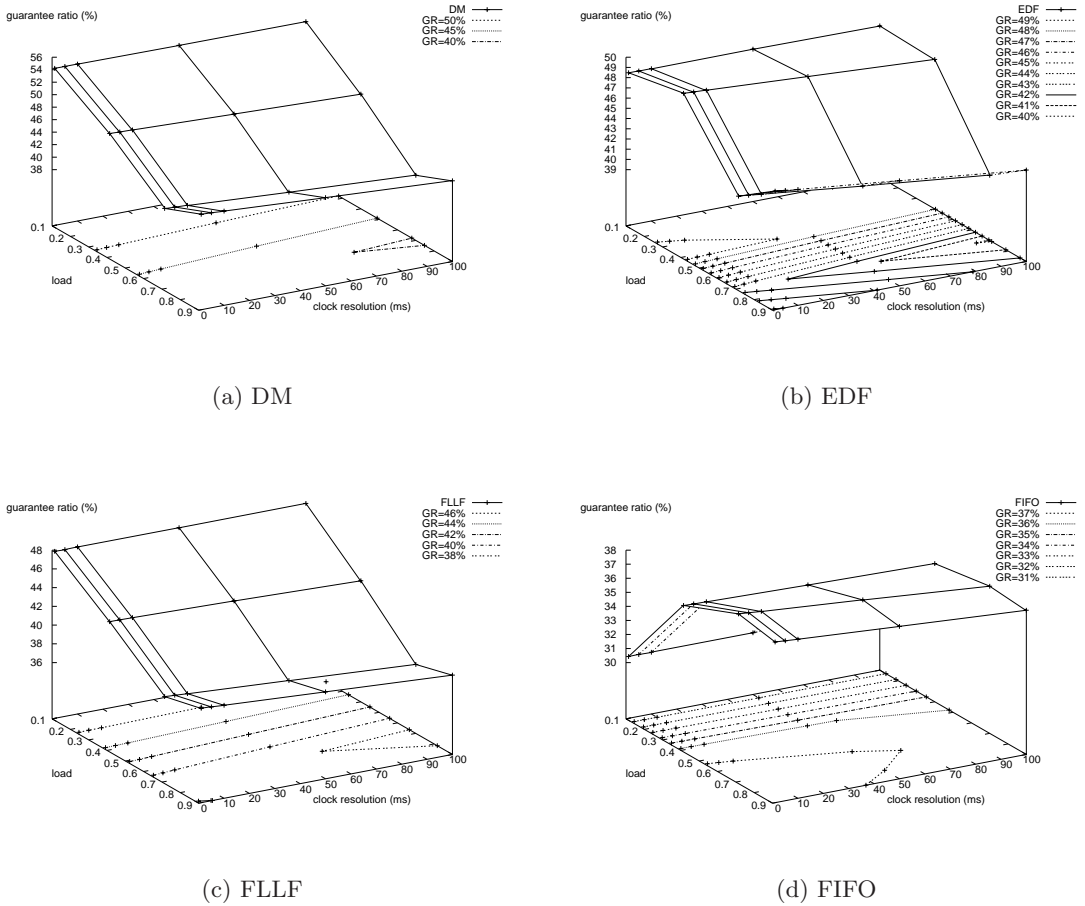 guarantee ratio (%)
DM
GR=50%
GR=45%
GR=40%
56
54
52
50
48
46
44
42
40
38
0.1
0.2
0.3
0.4
0.5
0.6
0.7
0.8
0.9
load
0
10
20
30
40
50
60
70
80
90
100
clock resolution (ms)
(a) DM
guarantee ratio (%)
EDF
GR=49%
GR=48%
GR=47%
GR=46%
GR=45%
GR=44%
GR=43%
GR=42%
GR=41%
GR=40%
50
49
48
47
46
45
44
43
42
41
40
39
0.1
0.2
0.3
0.4
0.5
0.6
0.7
0.8
0.9
load
0
10
20
30
40
50
60
70
80
90
100
clock resolution (ms)
(b) EDF
guarantee ratio (%)
FLLF
GR=46%
GR=44%
GR=42%
GR=40%
GR=38%
48
46
44
42
40
38
36
0.1
0.2
0.3
0.4
0.5
0.6
0.7
0.8
0.9
load
0
10
20
30
40
50
60
70
80
90
100
clock resolution (ms)
(c) FLLF
guarantee ratio (%)
FIFO
GR=37%
GR=36%
GR=35%
GR=34%
GR=33%
GR=32%
GR=31%
38
37
36
35
34
33
32
31
30
0.1
0.2
0.3
0.4
0.5
0.6
0.7
0.8
0.9
load
0
10
20
30
40
50
60
70
80
90
100
clock resolution (ms)
(d) FIFO